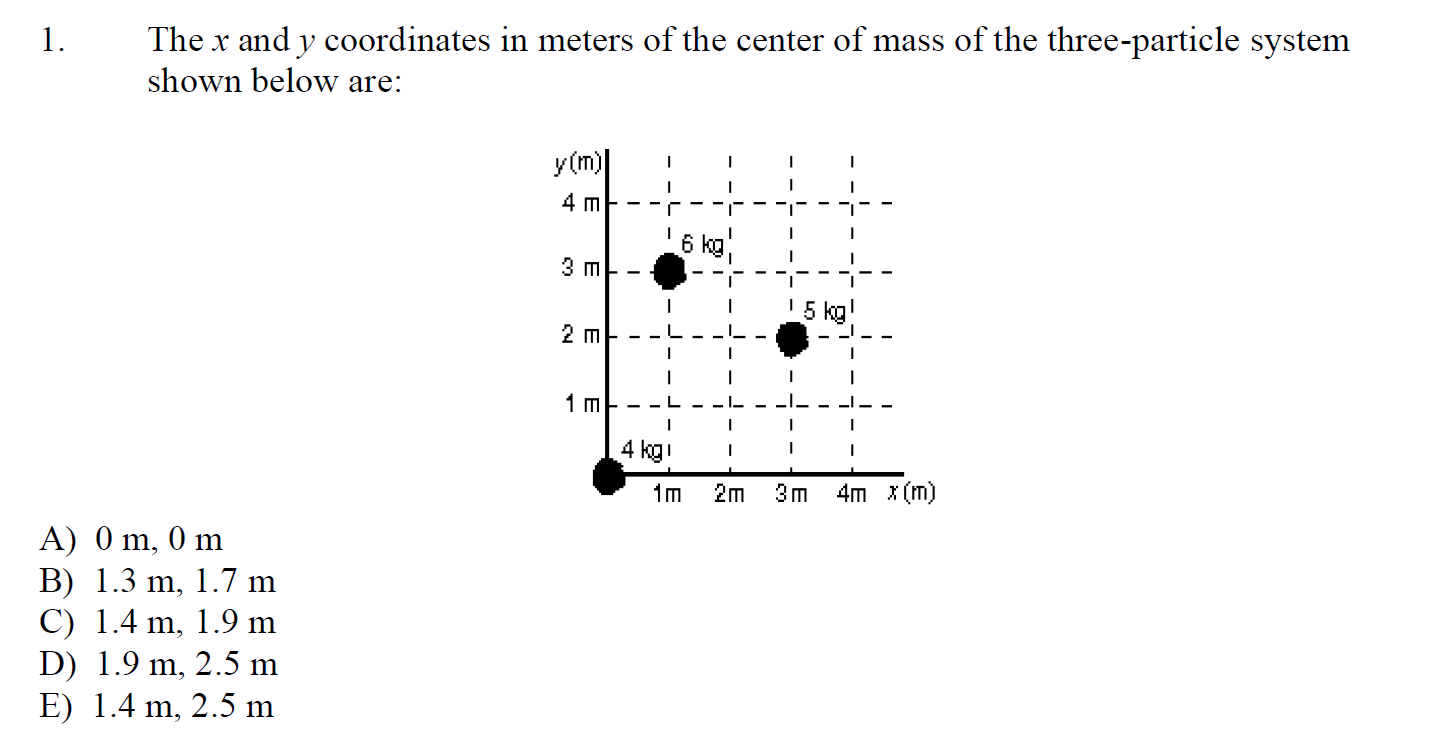 1. The x and y coordinates in meters of the center of mass of the three-particle system
shown below are:
y(m)
4 m
6 kg
3 m
5 kg
2 m
1 m
4 kg
1m 2m 3m 4m x(m)
A) 0 m, 0 m
B) 1.3 m, 1.7 m
C) 1.4 m, 1.9 m
D) 1.9 m, 2.5 m
E) 1.4 m, 2.5 m